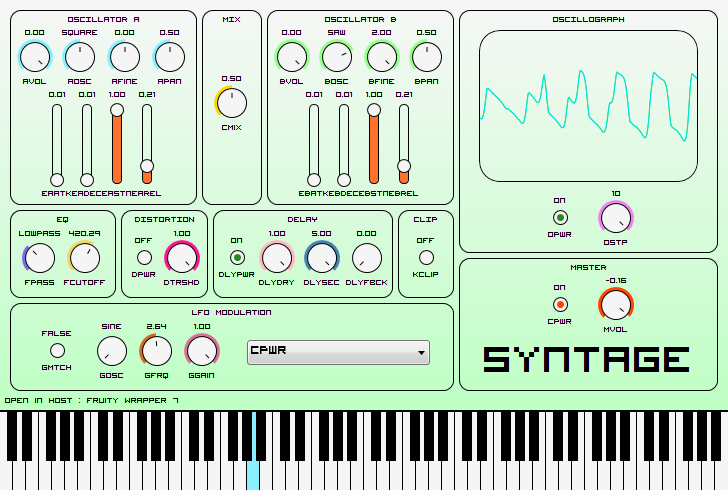 OSCILLATOR A
0.00 SQUARE 0.00 0.50
AVOL AOSC AFINE APAN
0.01 0.01 1.00 0.21
MIX
0.50
CMIX
OSCILLATOR B
0.00 SAW 2.00 0.50
BVOL BOSC BFINE BPAN
0.01 0.01 1.00 0.21
OSCILLOGRAPH
ON 10
OPWR OSTP
EQ
LOWPASS 420.29
FPASS FCUTOFF
DISTORTION
OFF 1.00
DPWR DTRSHD
DELAY
ON 1.00 5.00 0.00
DLYPWR DLYDRY DLYSEC DLYFBCK
CLIP
OFF
KCLIP
MASTER
ON -0.16
CPWR MVOL
SYNTAGE
LFO MODULATION
FALSE SINE 2.64 1.00
GMTCH GOSC GFRQ GGAIN
CPWR
OPEN IN HOST : FRUITY WRAPPER 7